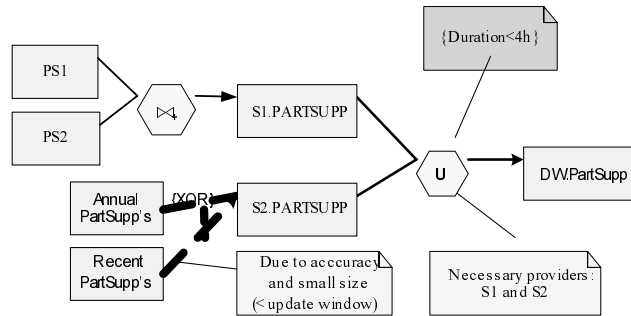 {Duration<4h}
PS1
PS2
S1.PARTSUPP
U
DW.PartSupp
Annual
PartSupp's
{XOR}
S2.PARTSUPP
Recent
PartSupp's
Due to acccuracy
and small size
(< update window)
Necessary providers:
S1 and S2